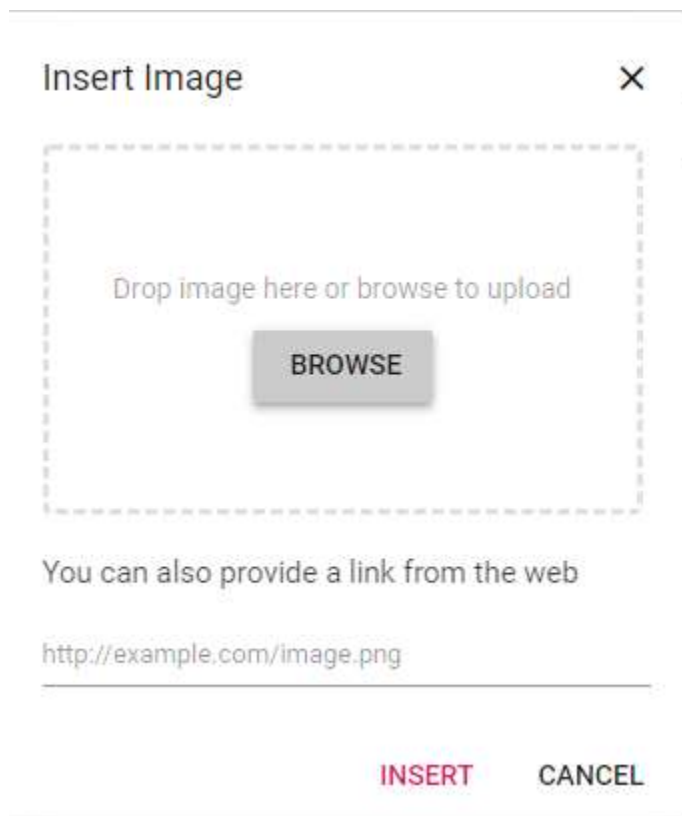 Insert Image
Drop image here or browse to upload
BROWSE
You can also provide a link from the web
http://example.com/image.png
INSERT CANCEL